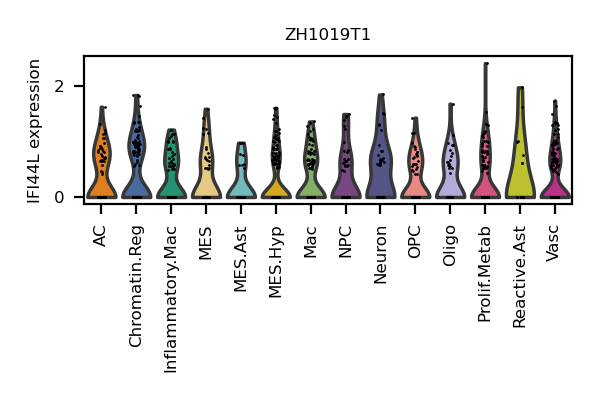 ZH1019T1
IFI44L expression
2
0
AC
Chromatin.Reg
Inflammatory.Mac
MES
MES.Ast
MES.Hyp
Mac
NPC
Neuron
OPC
Oligo
Prolif.Metab
Reactive.Ast
Vasc